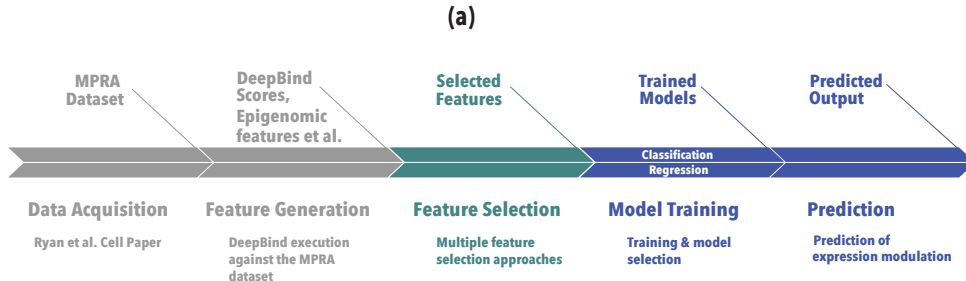 (a)
MPRA
Dataset
DeepBind
Scores,
Epigenomic
features et al.
Selected
Features
Trained
Models
Predicted
Output
Classification
Regression
Data Acquisition
Feature Generation
Feature Selection
Model Training
Prediction
Ryan et al. Cell Paper
DeepBind execution
against the MPRA
dataset
Multiple feature
selection approaches
Training & model
selection
Prediction of
expression modulation